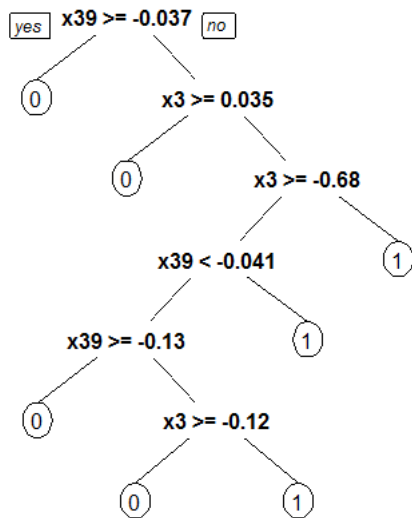 yes x39 >= -0.037 no
0 x3 >= 0.035
0 x3 >= -0.68
x39 < -0.041 1
x39 >= -0.13 1
0 x3 >= -0.12
0 1